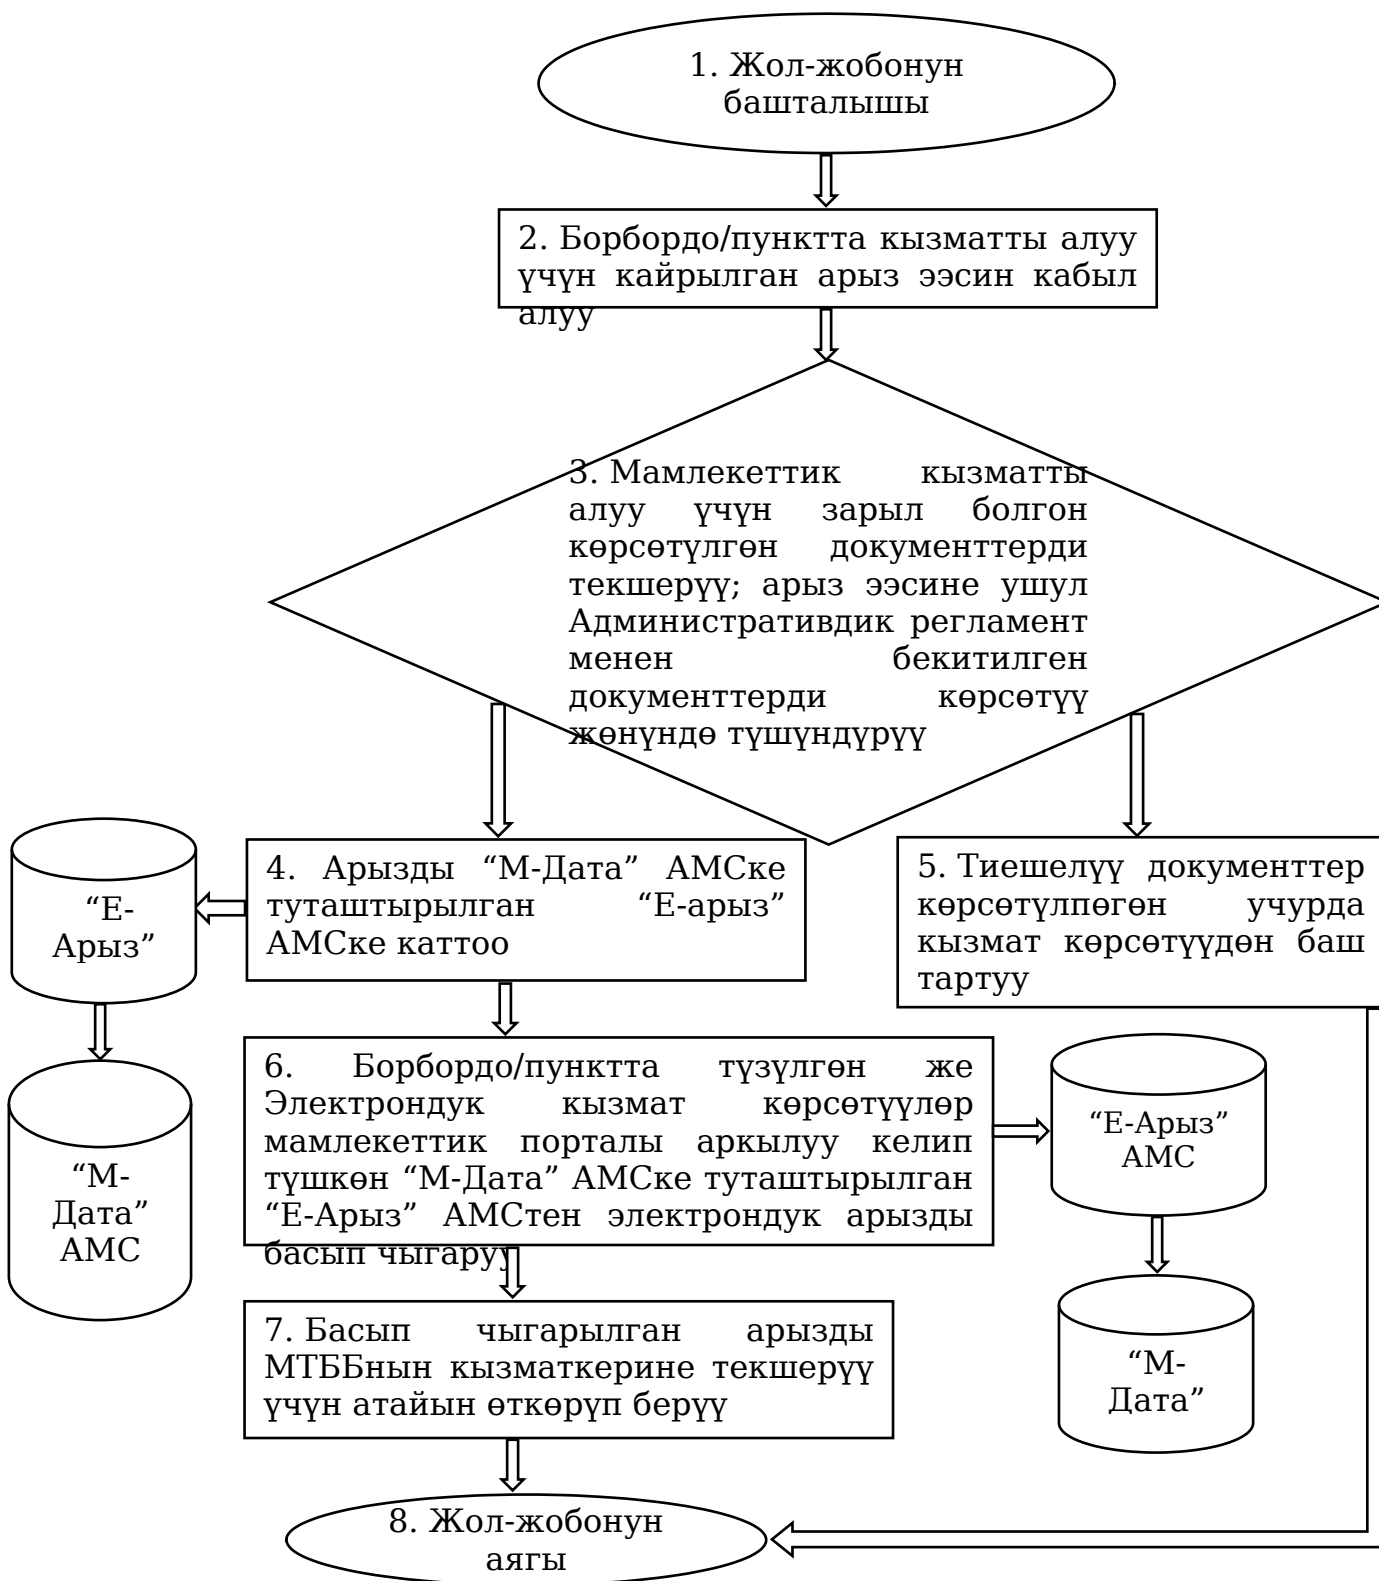 1. Жол-жобонун
башталышы
2. Борбордо/пунктта кызматты алуу
үчүн кайрылган арыз ээсин кабыл
алуу
3. Мамлекеттик кызматты
алуу үчүн зарыл болгон
көрсөтүлгөн документтерди
текшерүү; арыз ээсине ушул
Административдик регламент
менен бекитилген
документтерди көрсөтүү
жөнүндө түшүндүрүү
“Е-
Арыз”
4. Арызды “М-Дата” АМСке
туташтырылган “Е-арыз”
АМСке каттоо
5. Тиешелүү документтер
көрсөтүлпөгөн учурда
кызмат көрсөтүүдөн баш
тартуу
“М-
Дата”
АМС
6. Борбордо/пунктта түзүлгөн же
Электрондук кызмат көрсөтүүлөр
мамлекеттик порталы аркылуу келип
түшкөн “М-Дата” АМСке туташтырылган
“Е-Арыз” АМСтен электрондук арызды
басып чыгаруу
“Е-Арыз”
АМС
7. Басып чыгарылган арызды
МТББнын кызматкерине текшерүү
үчүн атайын өткөрүп берүү
“М-
Дата”
8. Жол-жобонун
аягы